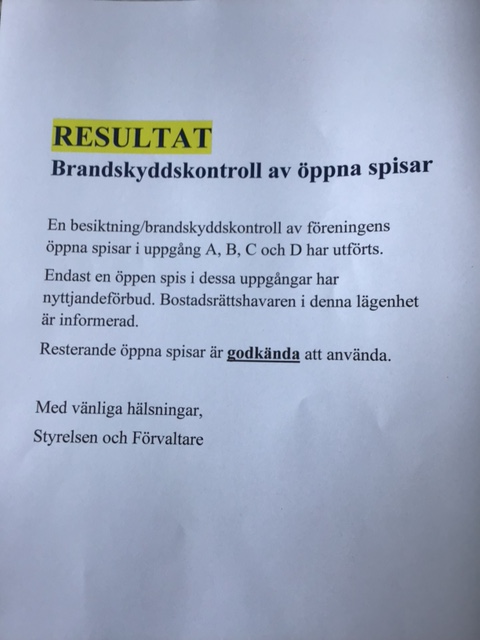 RESULTAT
Brandskyddskontroll av öppna spisar
En besiktning/brandskyddskontroll av föreningens
öppna spisar i uppgång A, B, C och D har utförts.
Endast en öppen spis i dessa uppgångar har
nyttjandeförbud. Bostadsrättshavaren i denna lägenhet
är informerad.
Resterande öppna spisar är godkända att använda.
Med vänliga hälsningar,
Styrelsen och Förvaltare